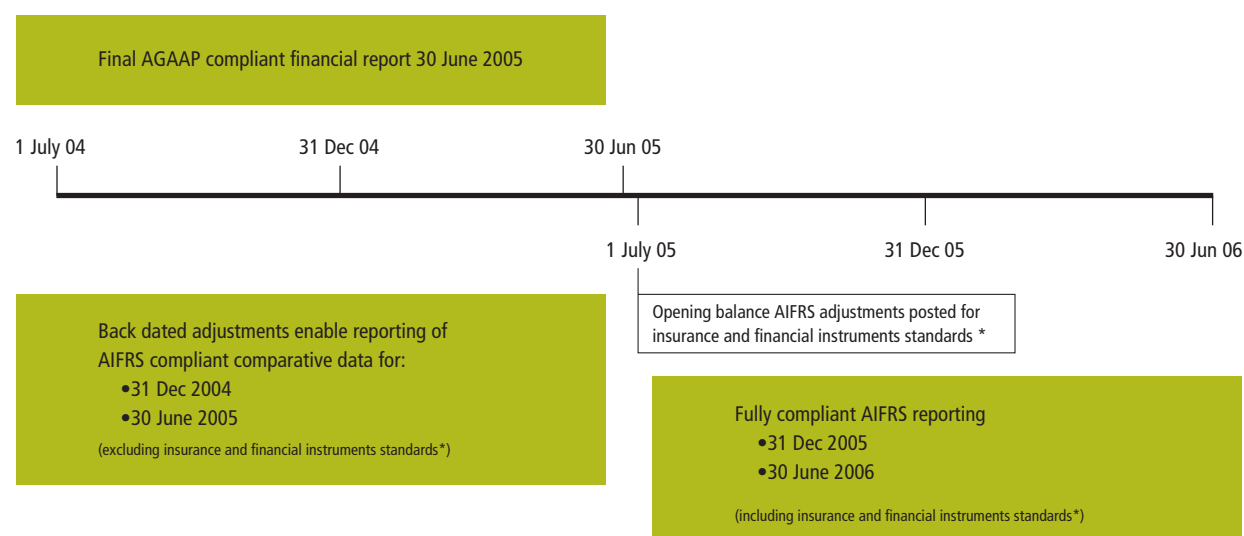 Final AGAAP compliant financial report 30 June 2005
1 July 04
31 Dec 04
30 Jun 05
1 July 05
31 Dec 05
30 Jun 06
Opening balance AIFRS adjustments posted for
insurance and financial instruments standards *
Back dated adjustments enable reporting of
AIFRS compliant comparative data for:
•31 Dec 2004
•30 June 2005
(excluding insurance and financial instruments standards*)
Fully compliant AIFRS reporting
•31 Dec 2005
•30 June 2006
(including insurance and financial instruments standards*)